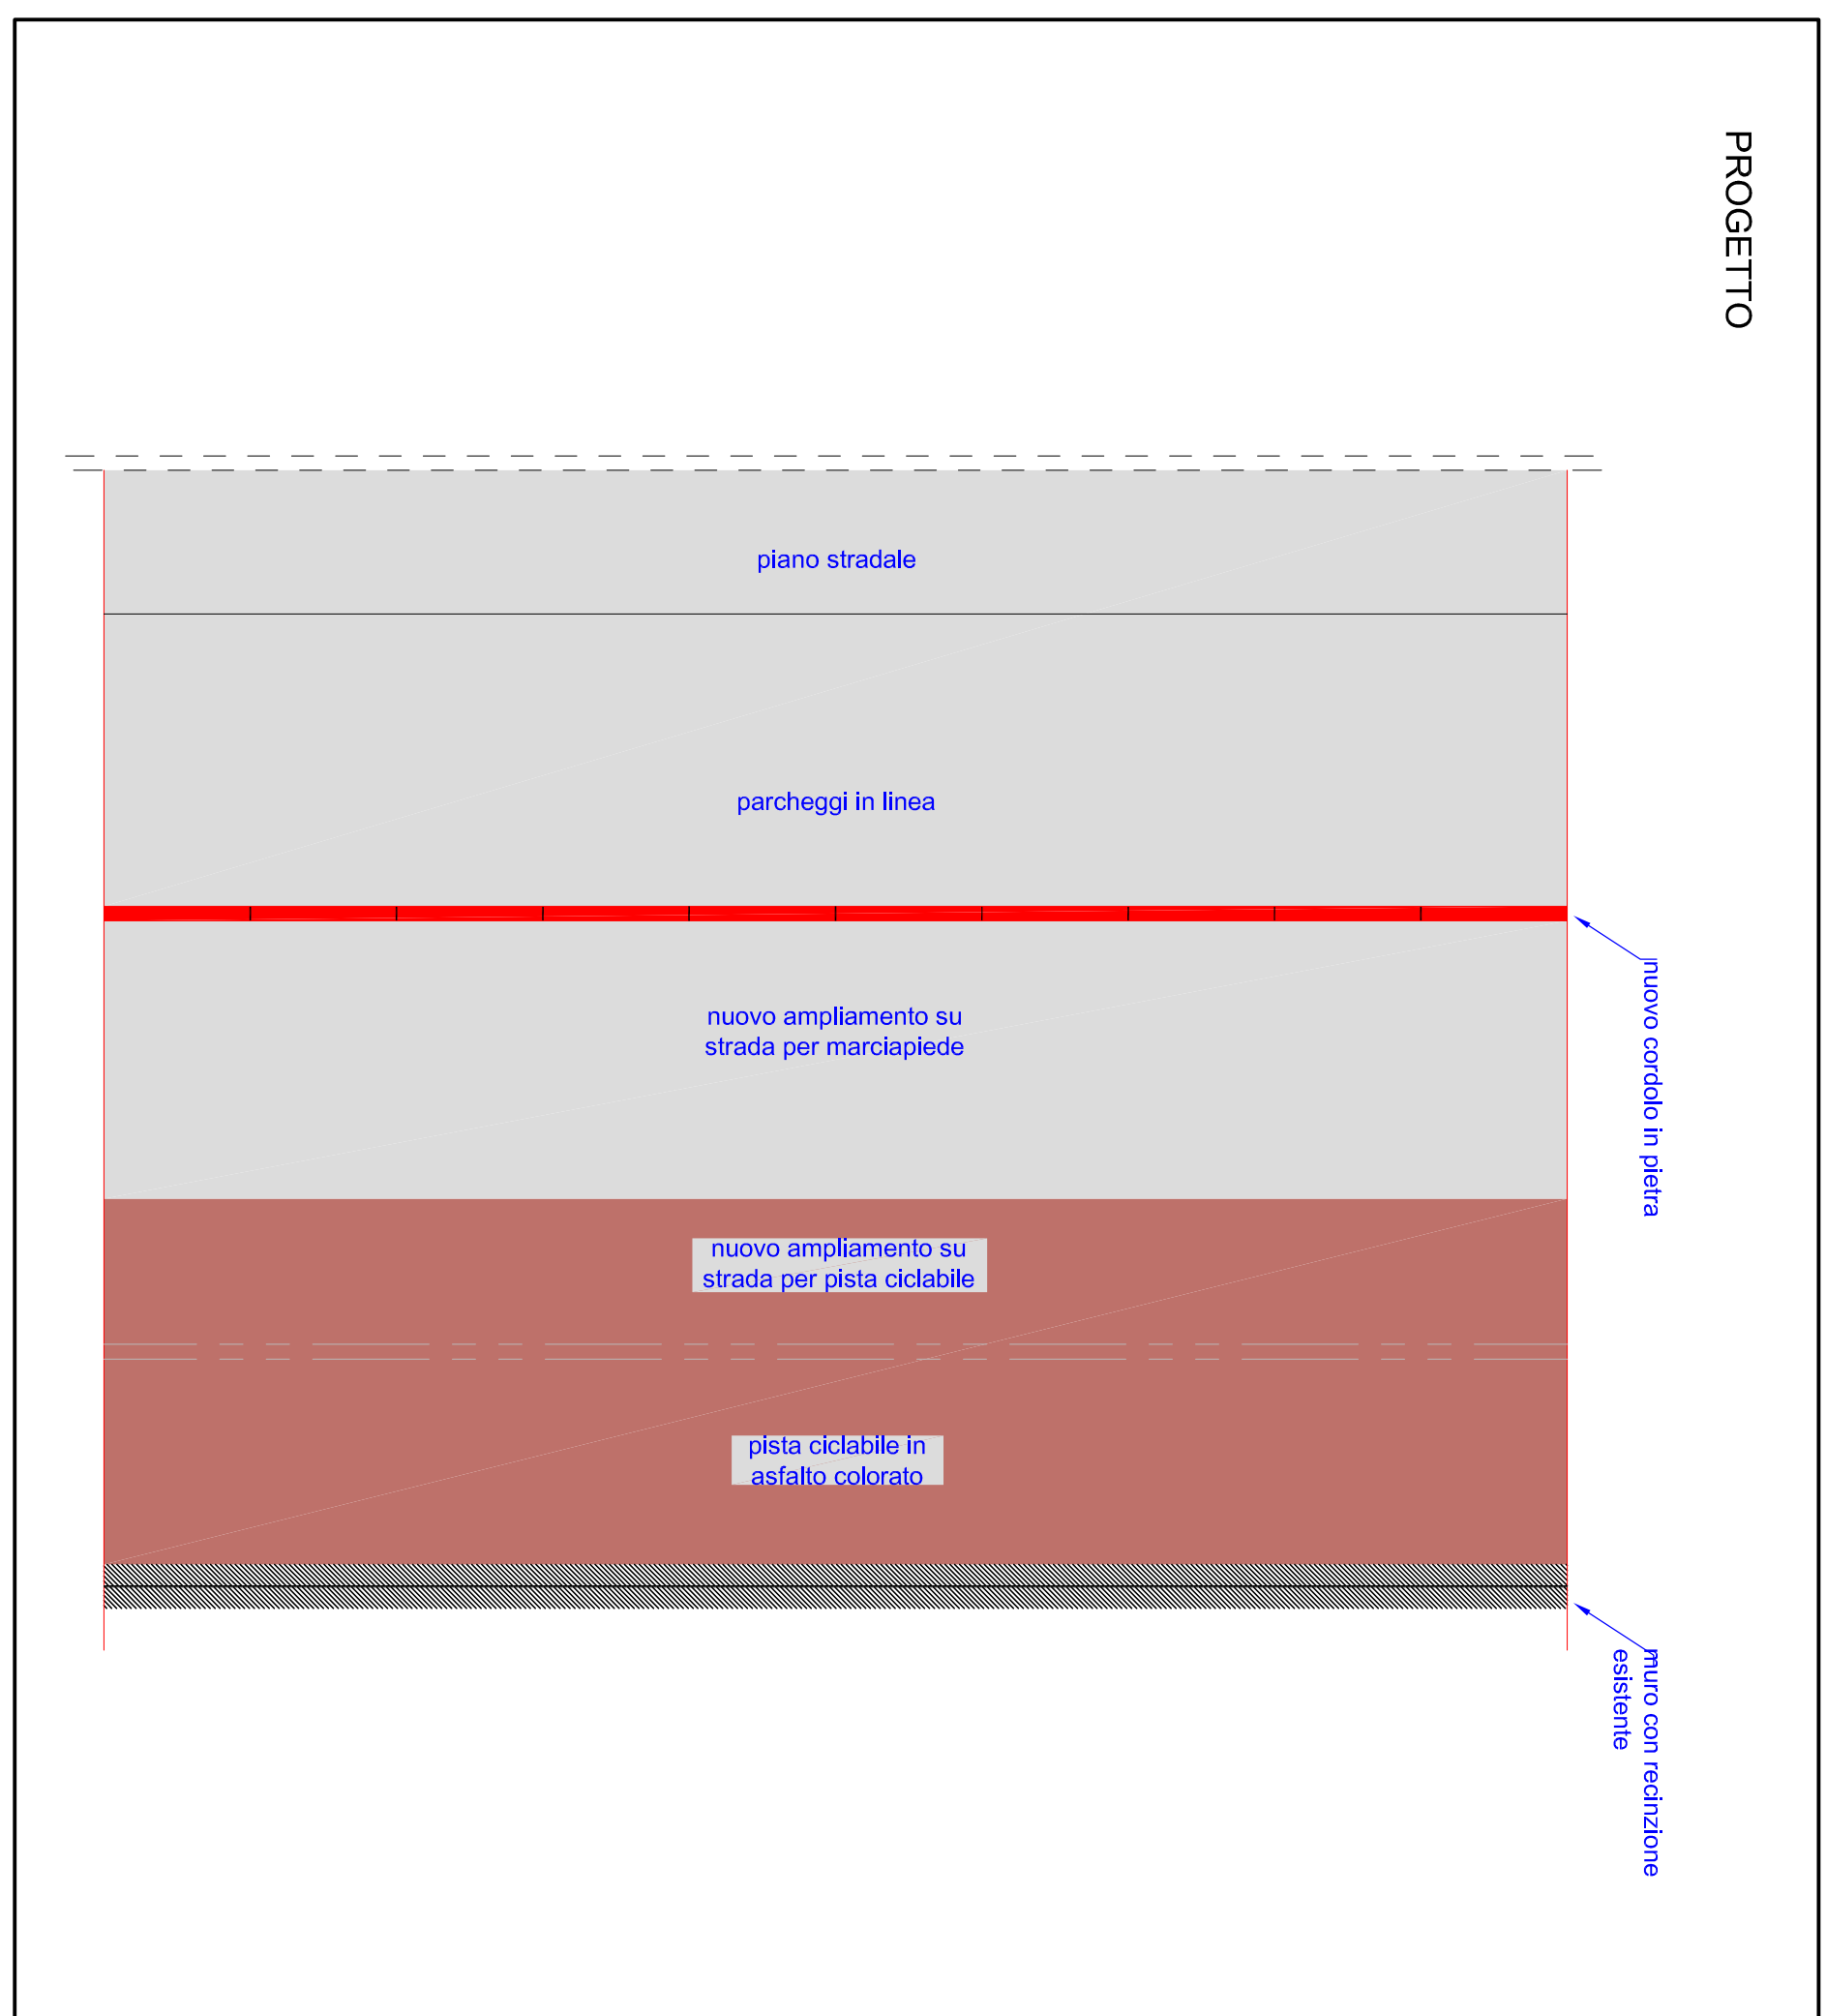 PROGETTO
piano stradale
parcheggi in linea
nuovo cordolo in pietra
nuovo ampliamento su
strada per marciapiede
nuovo ampliamento su
strada per pista ciclabile
pista ciclabile in
asfalto colorato
muro con recinzione
esistente